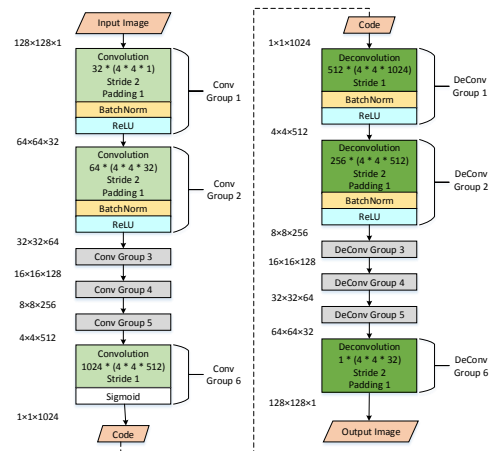 Input Image
128×128×1
Convolution
32 * (4 * 4 * 1)
Stride 2
Padding 1
BatchNorm
ReLU
Conv
Group 1
64×64×32
Convolution
64 * (4 * 4 * 32)
Stride 2
Padding 1
BatchNorm
ReLU
Conv
Group 2
32×32×64
Conv Group 3
16×16×128
Conv Group 4
8×8×256
Conv Group 5
4×4×512
Convolution
1024 * (4 * 4 * 512)
Stride 1
Sigmoid
Conv
Group 6
1×1×1024
Code
Code
1×1×1024
Deconvolution
512 * (4 * 4 * 1024)
Stride 1
BatchNorm
ReLU
DeConv
Group 1
4×4×512
Deconvolution
256 * (4 * 4 * 512)
Stride 2
Padding 1
BatchNorm
ReLU
DeConv
Group 2
8×8×256
DeConv Group 3
16×16×128
DeConv Group 4
32×32×64
DeConv Group 5
64×64×32
Deconvolution
1 * (4 * 4 * 32)
Stride 2
Padding 1
DeConv
Group 6
128×128×1
Output Image